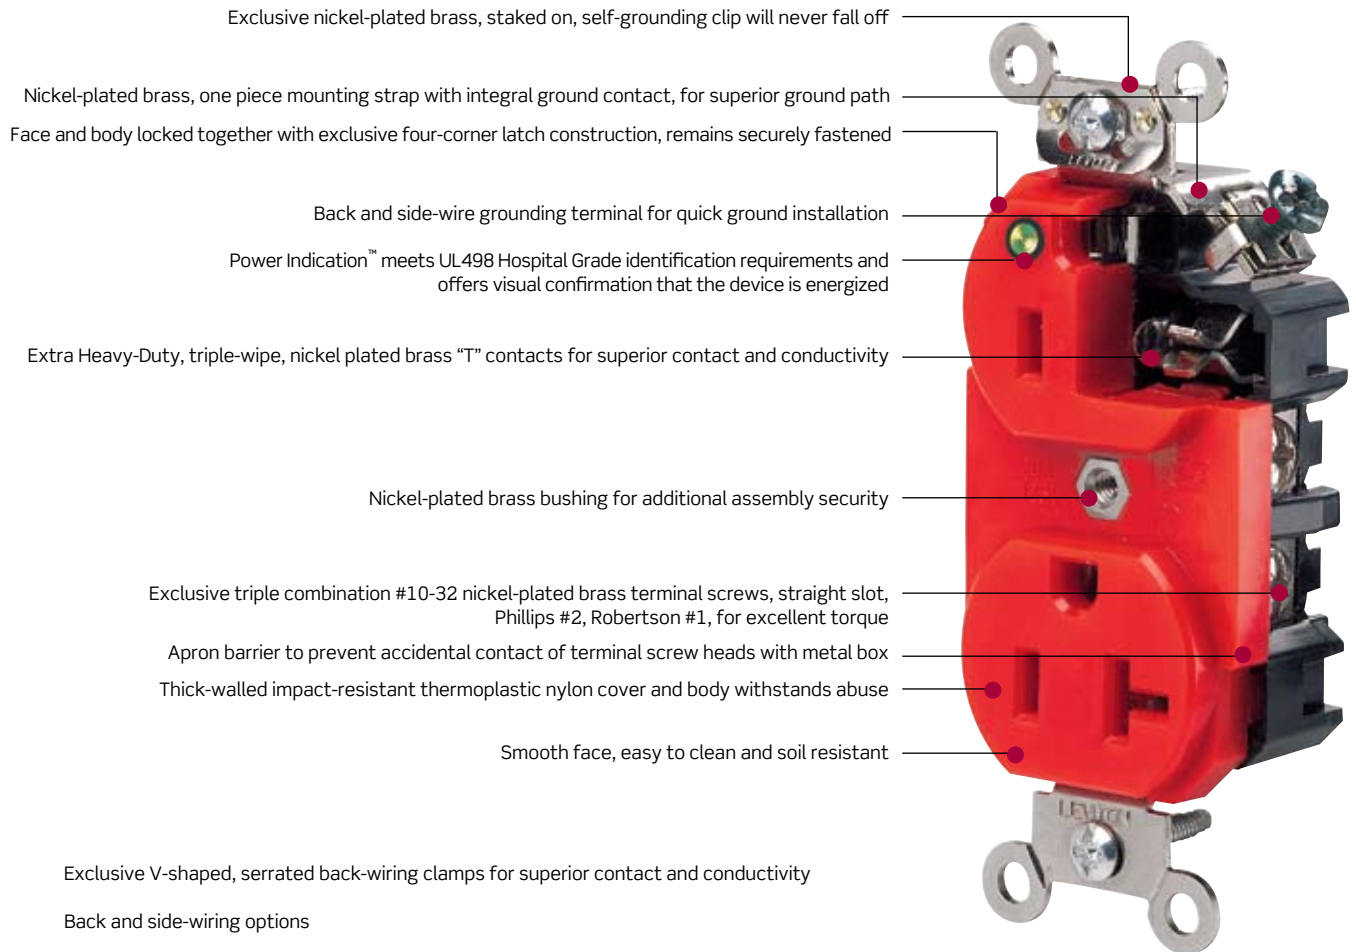 Exclusive nickel-plated brass, staked on, self-grounding clip will never fall off
Nickel-plated brass, one piece mounting strap with integral ground contact, for superior ground path
Face and body locked together with exclusive four-corner latch construction, remains securely fastened
LEVITON
Back and side-wire grounding terminal for quick ground installation
Power Indication™ meets UL498 Hospital Grade identification requirements and
offers visual confirmation that the device is energized
Extra Heavy-Duty, triple-wipe, nickel plated brass “T” contacts for superior contact and conductivity
Nickel-plated brass bushing for additional assembly security
Exclusive triple combination #10-32 nickel-plated brass terminal screws, straight slot,
Phillips #2, Robertson #1, for excellent torque
Apron barrier to prevent accidental contact of terminal screw heads with metal box
Thick-walled impact-resistant thermoplastic nylon cover and body withstands abuse
Smooth face, easy to clean and soil resistant
LEVITON
Exclusive V-shaped, serrated back-wiring clamps for superior contact and conductivity
Back and side-wiring options